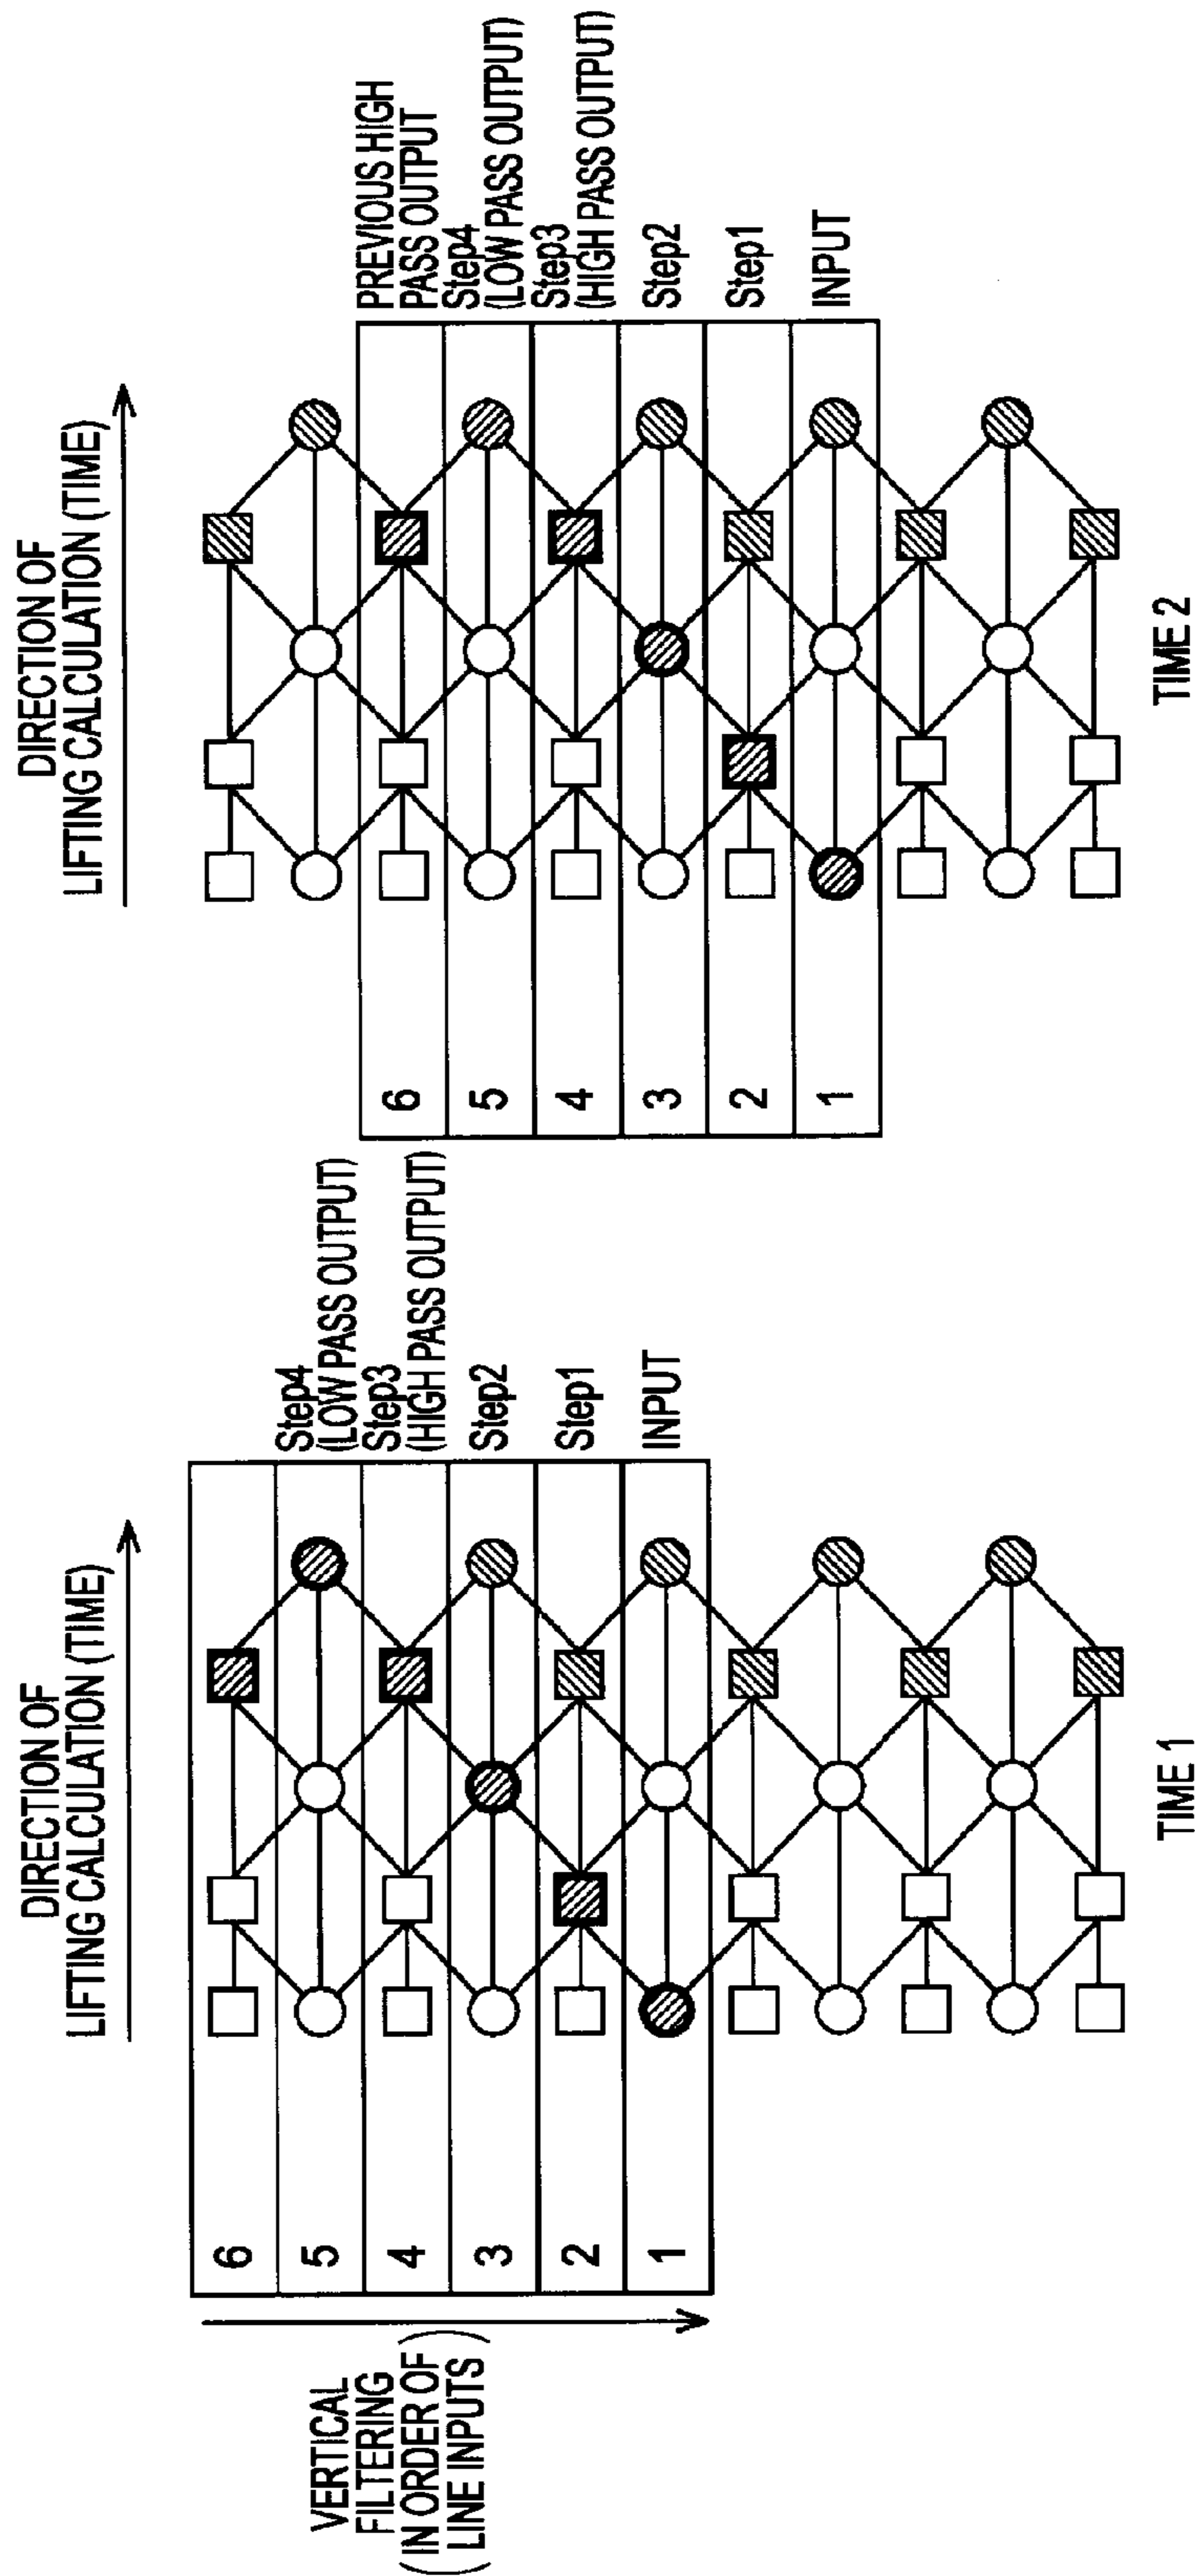 DIRECTION OF
LIFTING CALCULATION (TIME)
VERTICAL
FILTERING
(IN ORDER OF
LINE INPUTS)
6
5
4
3
2
1
Step4
(LOW PASS OUTPUT)
Step3
(HIGH PASS OUTPUT)
Step2
Step1
INPUT
TIME 1
DIRECTION OF
LIFTING CALCULATION (TIME)
6
5
4
3
2
1
PREVIOUS HIGH
PASS OUTPUT
Step4
(LOW PASS OUTPUT)
Step3
(HIGH PASS OUTPUT)
Step2
Step1
INPUT
TIME 2